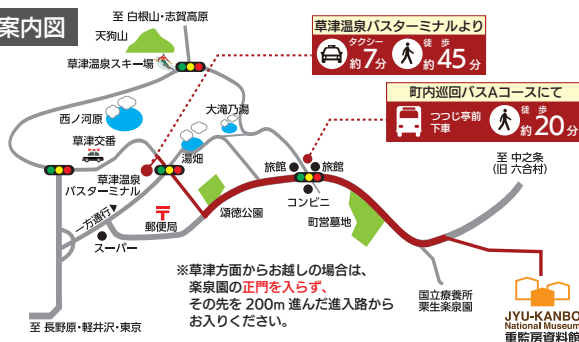 案内図
至 白根山・志賀高原
天狗山
草津温泉スキー場
草津温泉バスターミナルより
タクシー
約7分
徒歩
約45分
町内巡回バスAコースにて
つつじ亭前
下車
徒歩
約20分
西ノ河原
大滝乃湯
草津交番
湯畑
草津温泉
バスターミナル
旅館
旅館
コンビニ
至 中之条
(旧 六合村)
一方通行
郵便局
頌徳公園
町営墓地
スーパー
※草津方面からお越しの場合は、
楽泉園の正門を入らず、
その先を200m進んだ進入路から
お入りください。
国立療養所
栗生楽泉園
至 長野原・軽井沢・東京
JYU-KANBO
National Museum
重監房資料館